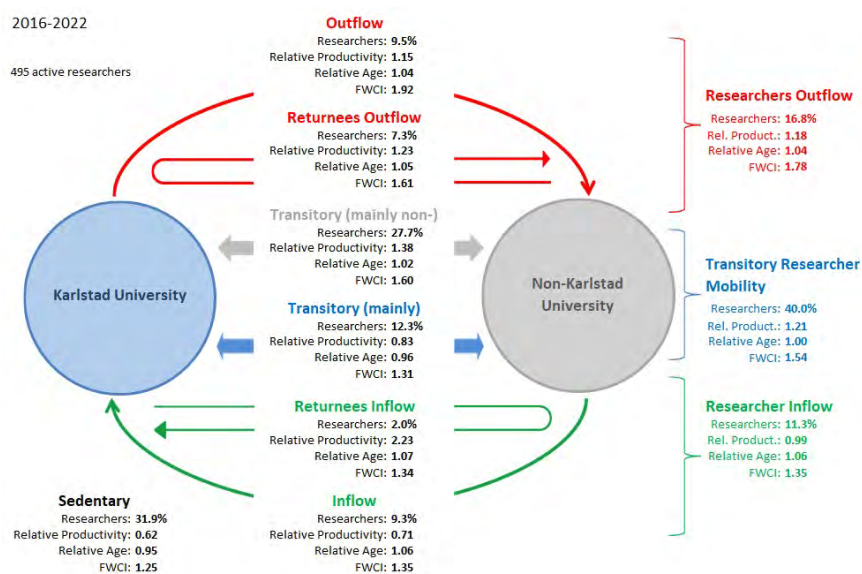 2016-2022
495 active researchers
Outflow
Researchers: 9.5%
Relative Productivity: 1.15
Relative Age: 1.04
FWCI: 1.92
Returnees Outflow
Researchers: 7.3%
Relative Productivity: 1.23
Relative Age: 1.05
FWCI: 1.61
Transitory (mainly non-)
Researchers: 27.7%
Relative Productivity: 1.38
Relative Age: 1.02
FWCI: 1.60
Karlstad University
Non-Karlstad
University
Transitory (mainly)
Researchers: 12.3%
Relative Productivity: 0.83
Relative Age: 0.96
FWCI: 1.31
Returnees Inflow
Researchers: 2.0%
Relative Productivity: 2.23
Relative Age: 1.07
FWCI: 1.34
Inflow
Researchers: 9.3%
Relative Productivity: 0.71
Relative Age: 1.06
FWCI: 1.35
Sedentary
Researchers: 31.9%
Relative Productivity: 0.62
Relative Age: 0.95
FWCI: 1.25
Researchers Outflow
Researchers: 16.8%
Rel. Product.: 1.18
Relative Age: 1.04
FWCI: 1.78
Transitory Researcher
Mobility
Researchers: 40.0%
Rel. Product.: 1.21
Relative Age: 1.00
FWCI: 1.54
Researcher Inflow
Researchers: 11.3%
Rel. Product.: 0.99
Relative Age: 1.06
FWCI: 1.35